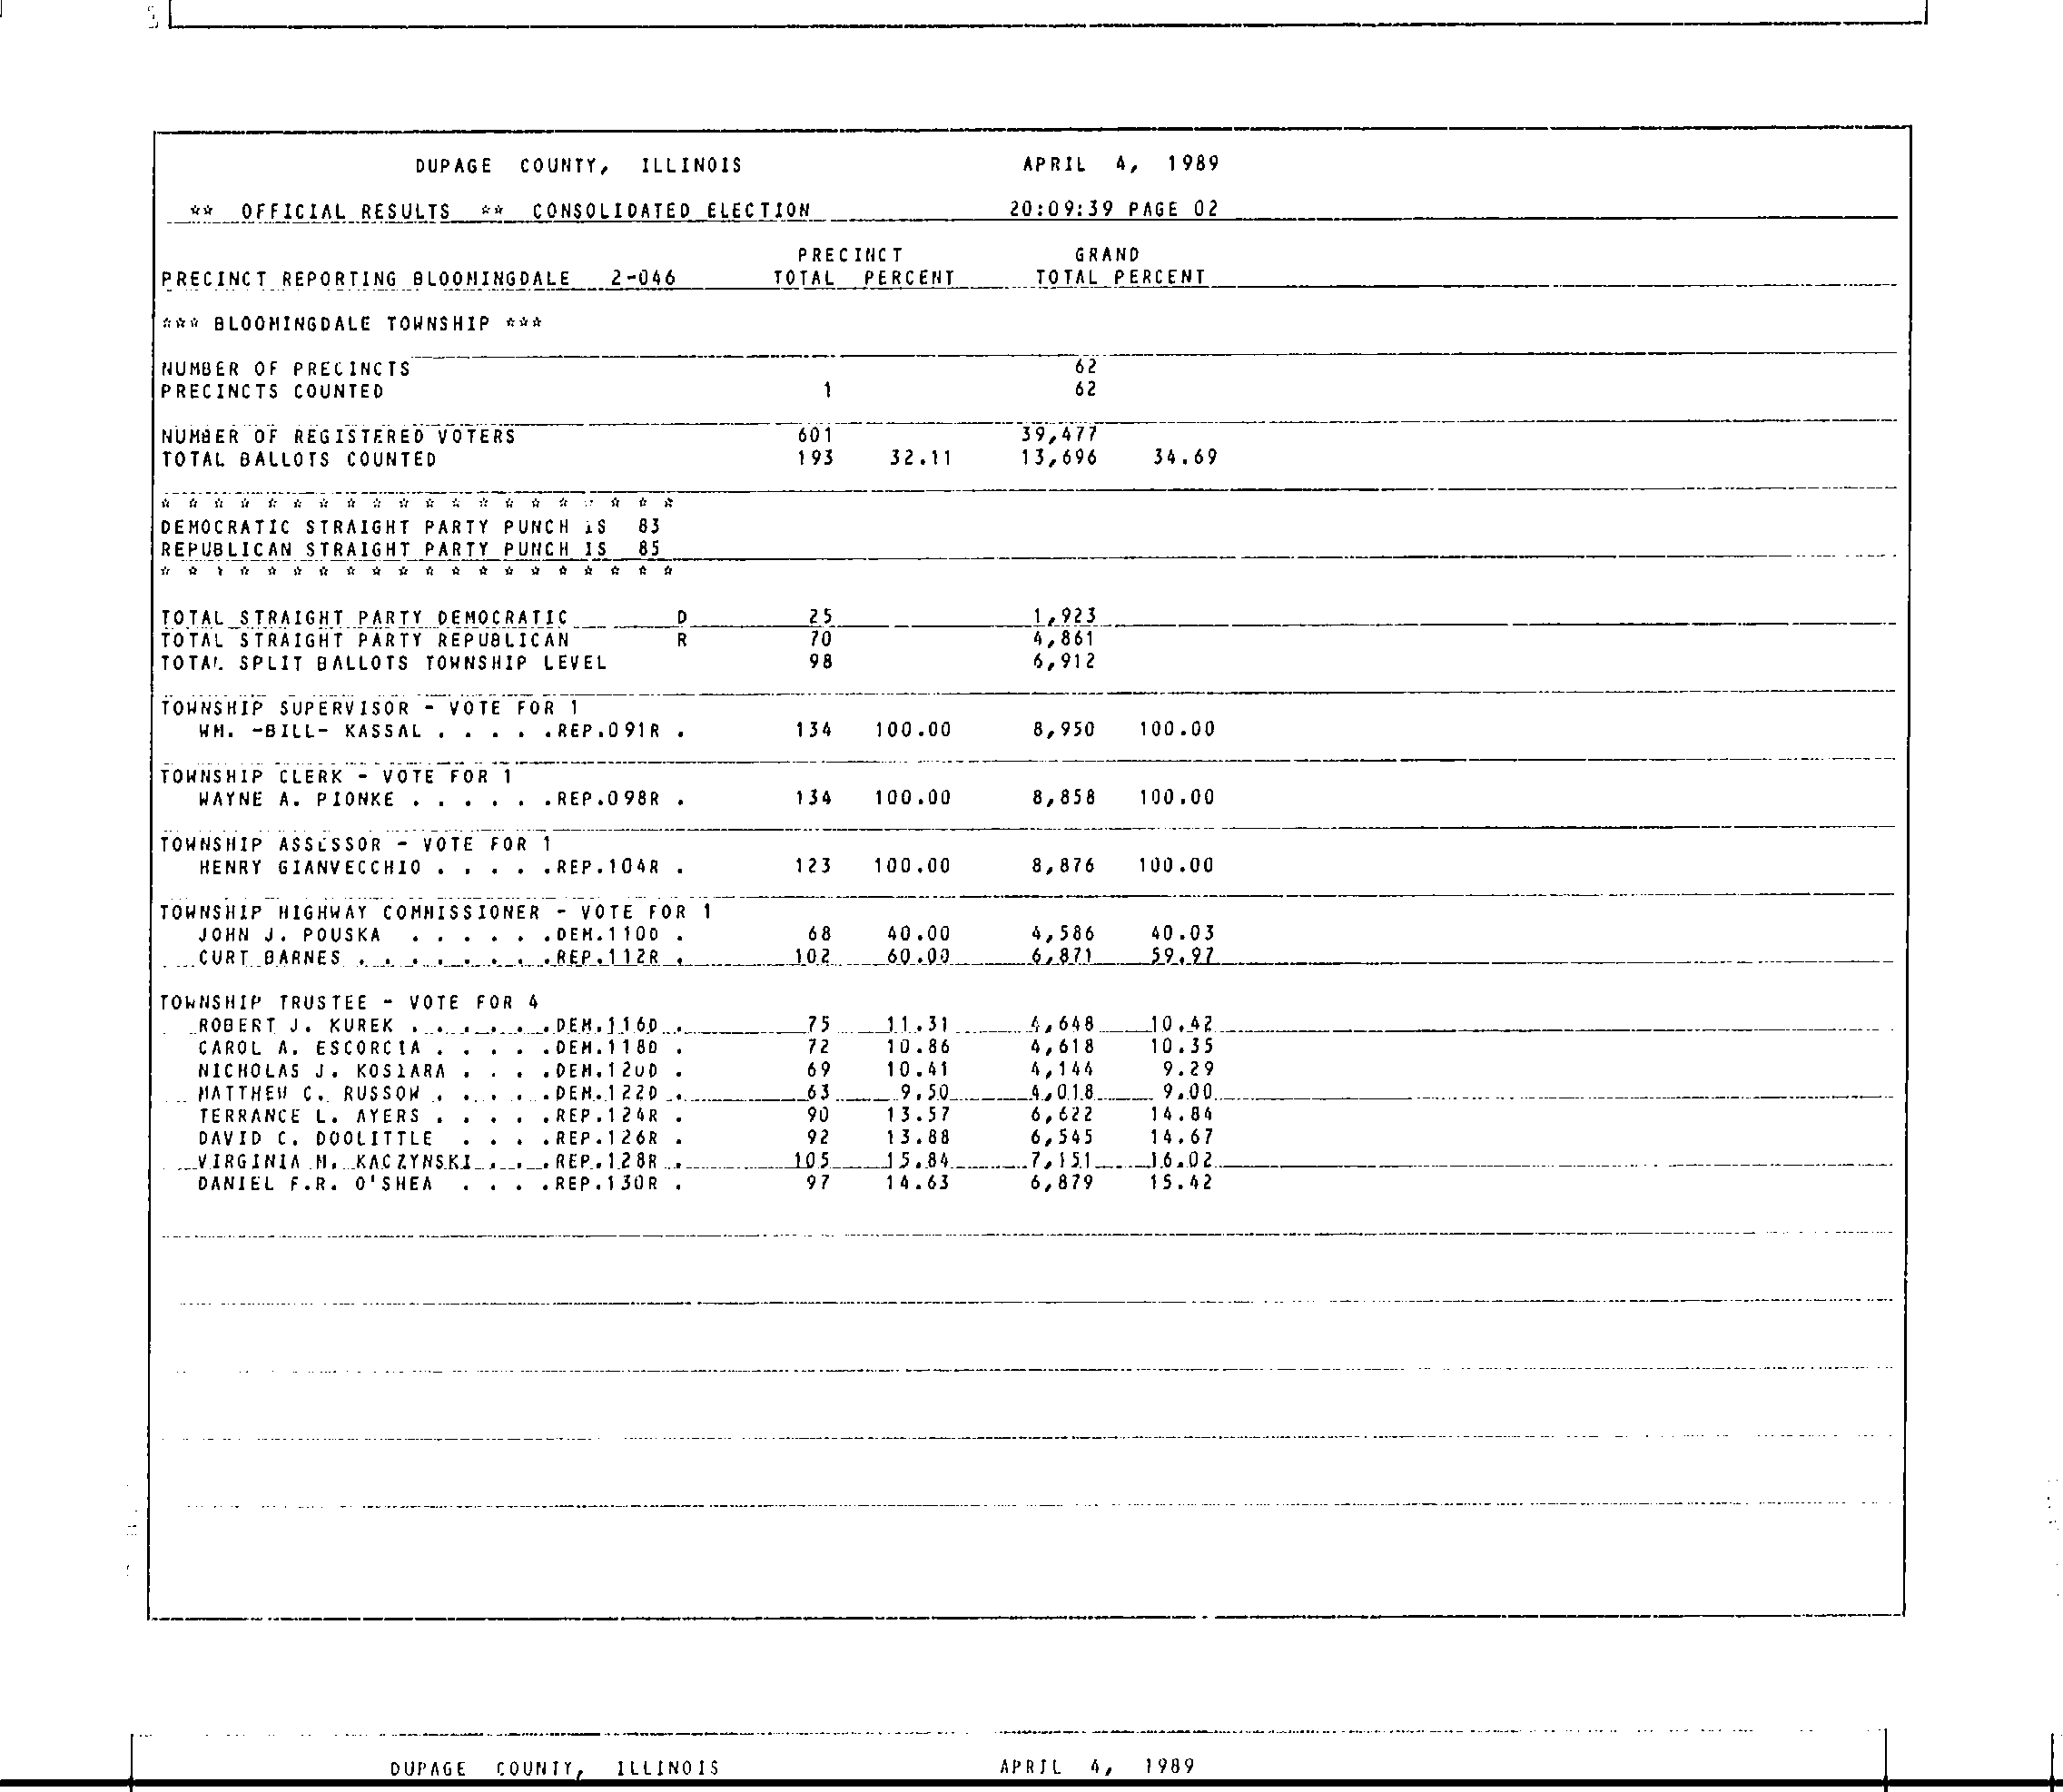 DUPAGE COUNTY, ILLINOIS APRIL 4, 1989
** OFFICIAL RESULTS ** CONSOLIDATED ELECTION 20:09:39 PAGE 02
PRECINCT GRAND
PRECINCT REPORTING BLOOMINGDALE 2-046 TOTAL PERCENT TOTAL PERCENT
*** BLOOMINGDALE TOWNSHIP ***
NUMBER OF PRECINCTS 62
PRECINCTS COUNTED 1 62
NUMBER OF REGISTERED VOTERS 601 39,477
TOTAL BALLOTS COUNTED 193 32.11 13,696 34.69
* * * * * * * * * * * * * * * * * * * *
DEMOCRATIC STRAIGHT PARTY PUNCH IS 83
REPUBLICAN STRAIGHT PARTY PUNCH IS 85
* * * * * * * * * * * * * * * * * * * *
TOTAL STRAIGHT PARTY DEMOCRATIC D 25 1,923
TOTAL STRAIGHT PARTY REPUBLICAN R 70 4,861
TOTAL SPLIT BALLOTS TOWNSHIP LEVEL 98 6,912
TOWNSHIP SUPERVISOR - VOTE FOR 1
WM. -BILL- KASSAL . . . . .REP.091R . 134 100.00 8,950 100.00
TOWNSHIP CLERK - VOTE FOR 1
WAYNE A. PIONKE . . . . . .REP.098R . 134 100.00 8,858 100.00
TOWNSHIP ASSESSOR - VOTE FOR 1
HENRY GIANVECCHIO . . . . .REP.104R . 123 100.00 8,876 100.00
TOWNSHIP HIGHWAY COMMISSIONER - VOTE FOR 1
JOHN J. POUSKA . . . . . .DEM.110D . 68 40.00 4,586 40.03
CURT BARNES . . . . . . . .REP.112R . 102 60.00 6,871 59.97
TOWNSHIP TRUSTEE - VOTE FOR 4
ROBERT J. KUREK . . . . . .DEM.116D . 75 11.31 4,648 10.42
CAROL A. ESCORCIA . . . . .DEM.118D . 72 10.86 4,618 10.35
NICHOLAS J. KOSIARA . . . .DEM.120D . 69 10.41 4,144 9.29
MATTHEW C. RUSSOW . . . . .DEM.122D . 63 9.50 4,018 9.00
TERRANCE L. AYERS . . . . .REP.124R . 90 13.57 6,622 14.84
DAVID C. DOOLITTLE . . . .REP.126R . 92 13.88 6,545 14.67
VIRGINIA M. KACZYNSKI . . .REP.128R . 105 15.84 7,151 16.02
DANIEL F.R. O'SHEA . . . .REP.130R . 97 14.63 6,879 15.42
DUPAGE COUNTY, ILLINOIS APRIL 4, 1989